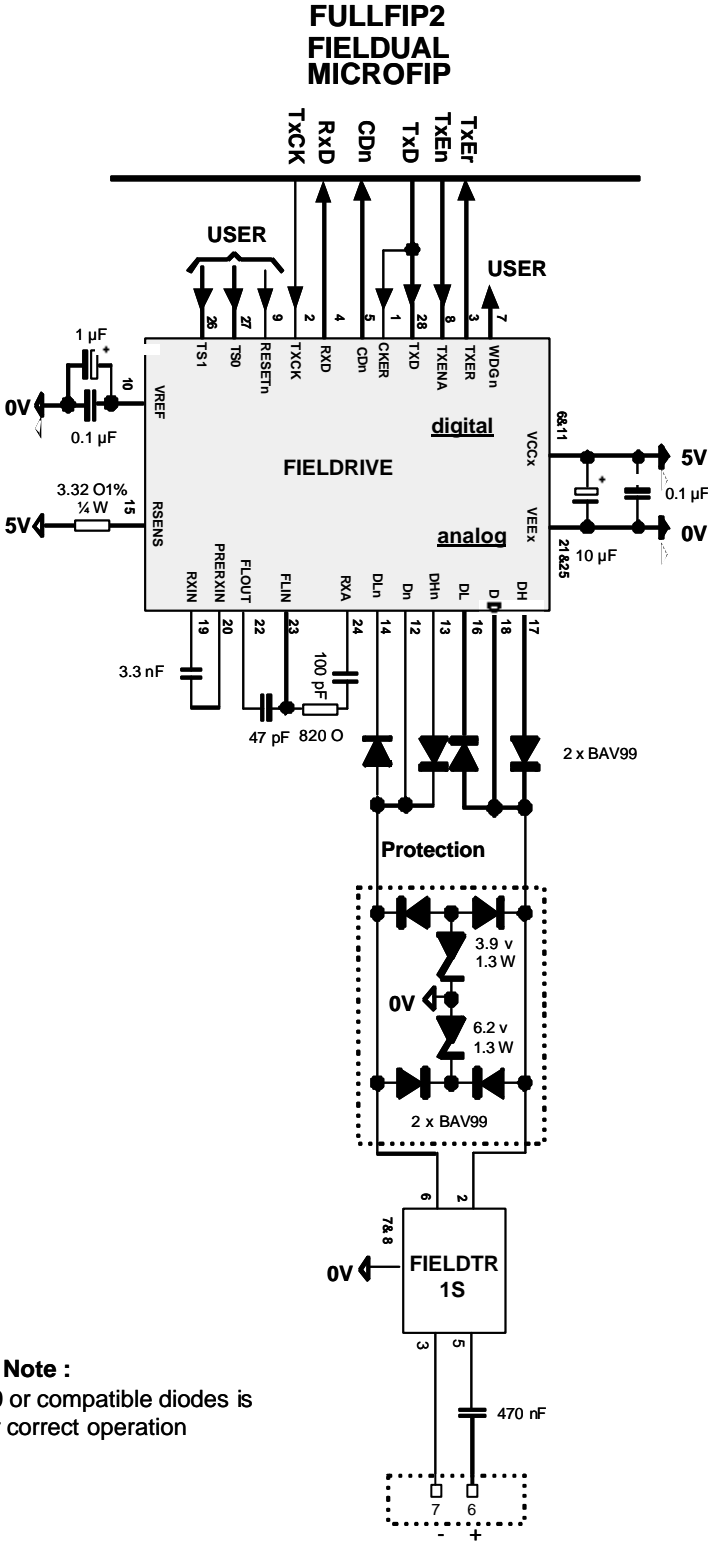 FULLFIP2
FIELDUAL
MICROFIP
TxCK RxD CDn TxD TxEn TxEr
USER
USER
26 27 9 2 4 5 1 28 8 3 7
TS1 TS0 RESETn TXCK RXD CDn CKER TXD TXENA TXER WDGn
1 µF
+
10
VREF
0V
0.1 µF
digital
6&11
VCCx
5V
FIELDRIVE
+
0.1 µF
3.32 O1%
¼ W
15
RSENS
5V
analog
VEEx
0V
21&25
10 µF
RXIN PRERXIN FLOUT FLIN RXA DLn Dn DHn DL D DH
19 20 22 23 24 14 12 13 16 18 17
3.3 nF
100 pF
47 pF 820 O
2 x BAV99
Protection
3.9 v
1.3 W
0V
6.2 v
1.3 W
2 x BAV99
6 2
7& 8
0V
FIELDTR
1S
3 5
Note :
0 or compatible diodes is
r correct operation
470 nF
7 6
- +